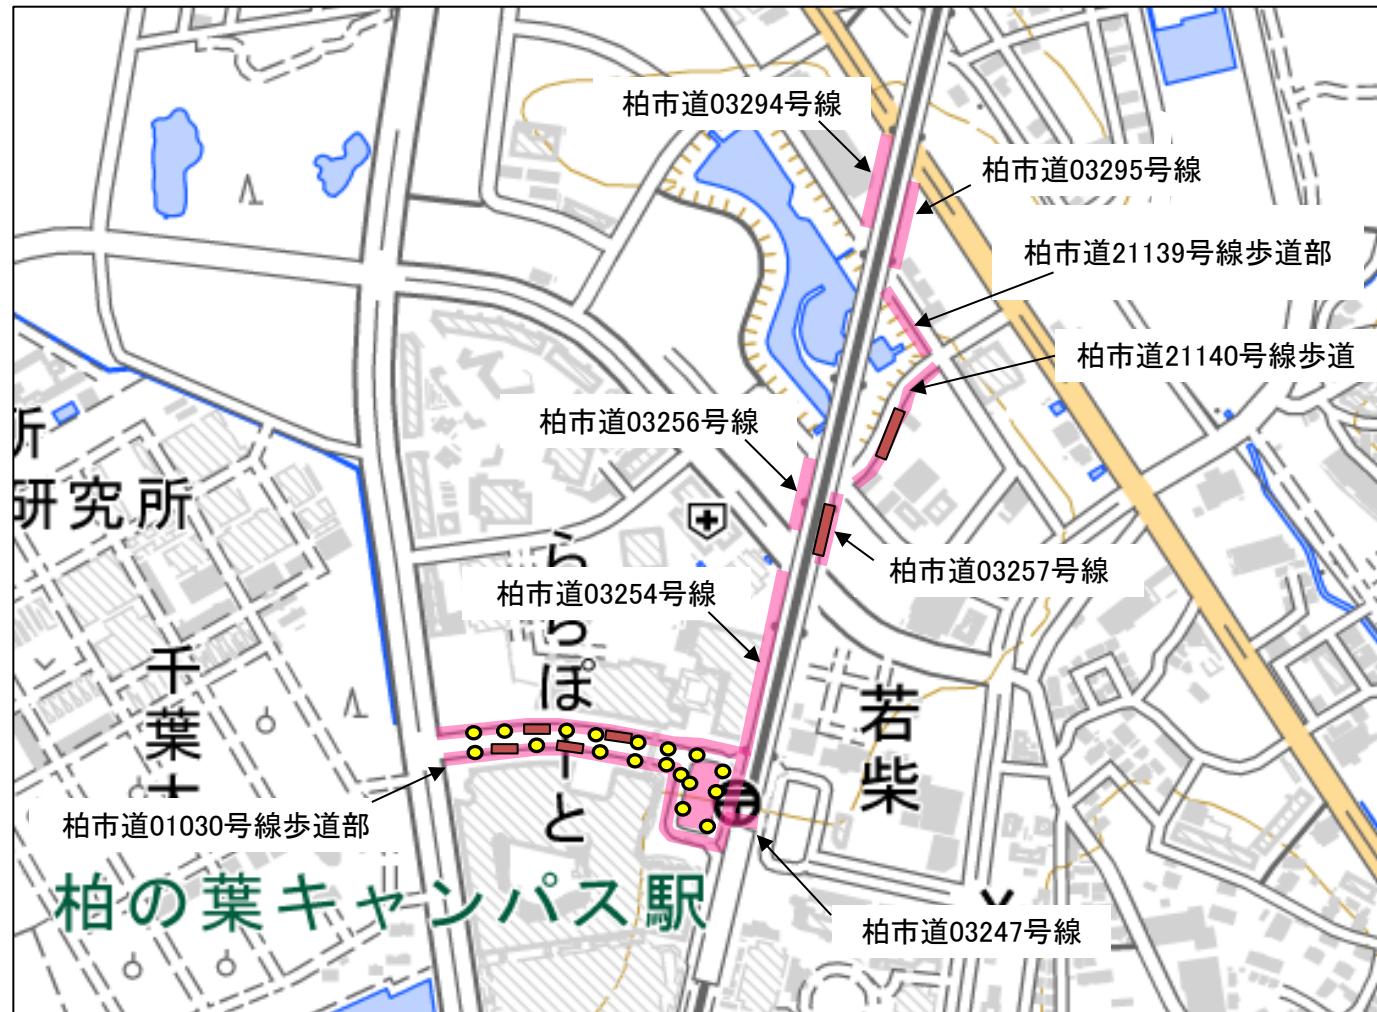 柏市道03294号線
柏市道03295号線
柏市道21139号線歩道部
柏市道21140号線歩道
柏市道03256号線
所
研究所
柏市道03257号線
柏市道03254号線
ららぽーと
千葉大
若柴
柏市道01030号線歩道部
柏の葉キャンパス駅
柏市道03247号線